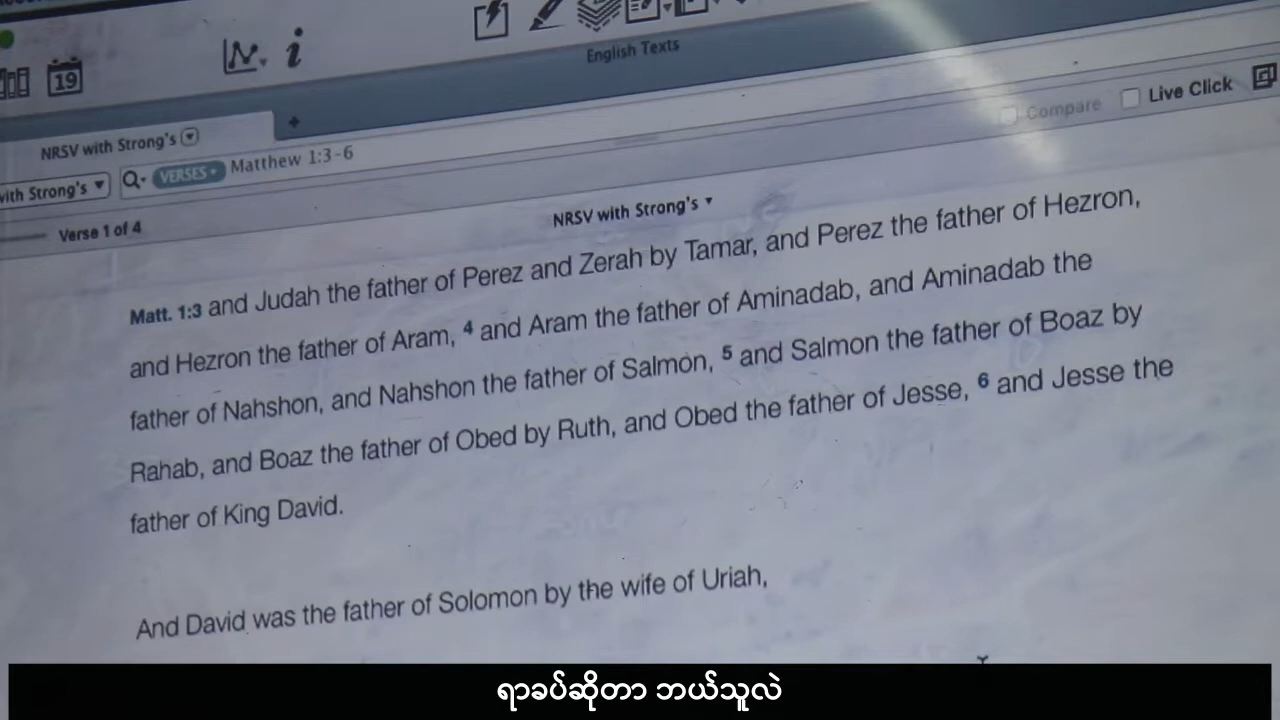 19
English Texts
NRSV with Strong's
+
Compare
Live Click
with Strong's
VERSES
Matthew 1:3-6
Verse 1 of 4
NRSV with Strong's
Matt. 1:3 and Judah the father of Perez and Zerah by Tamar, and Perez the father of Hezron,
and Hezron the father of Aram, 4 and Aram the father of Aminadab, and Aminadab the
father of Nahshon, and Nahshon the father of Salmon, 5 and Salmon the father of Boaz by
Rahab, and Boaz the father of Obed by Ruth, and Obed the father of Jesse, 6 and Jesse the
father of King David.
And David was the father of Solomon by the wife of Uriah,
ရာခပ်ဆိုတာ ဘယ်သူလဲ